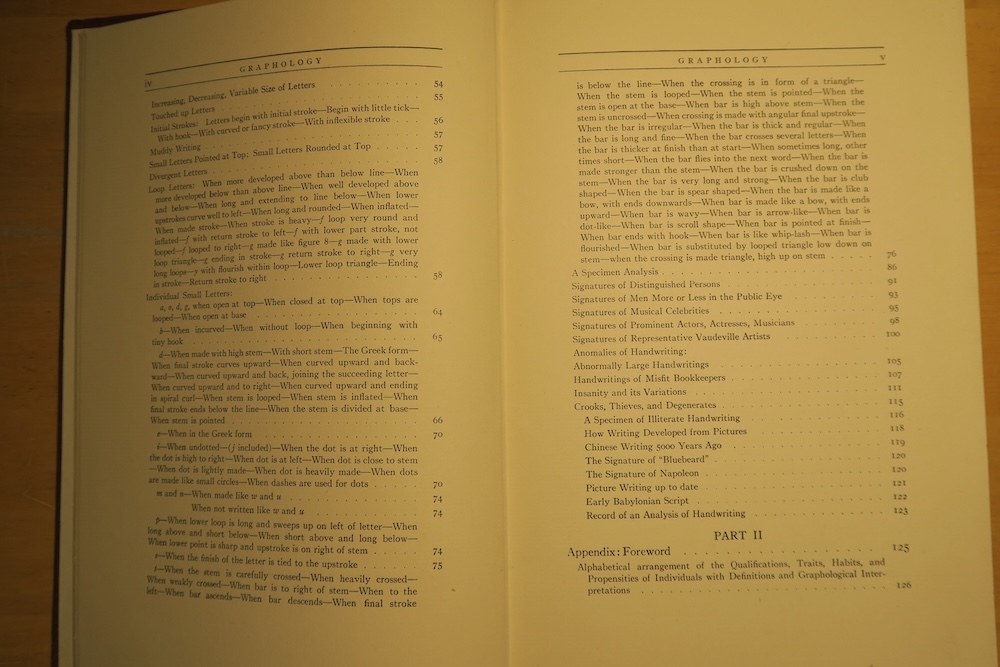 iv
GRAPHOLOGY
Increasing, Decreasing, Variable Size of Letters . . . . . . . . . 54
Touched up Letters . . . . . . . . . . . . . . . . 55
Initial Strokes: Letters begin with initial stroke—Begin with little tick—
With hook—With curved or fancy stroke—With inflexible stroke . . . 56
Muddy Writing . . . . . . . . . . . . . . . . 57
Small Letters Pointed at Top; Small Letters Rounded at Top . . . . . 57
Divergent Letters . . . . . . . . . . . . . . . . 58
Loop Letters: When more developed above than below line—When
more developed below than above line—When well developed above
and below—When long and extending to line below—When lower
upstrokes curve well to left—When long and rounded—When inflated—
When made stroke—When stroke is heavy—f loop very round and
inflated—f with return stroke to left—f with lower part stroke, not
looped—f looped to right—g made like figure 8—g made with lower
loop triangle—g ending in stroke—g return stroke to right—g very
long loops—g with flourish within loop—Lower loop triangle—Ending
in stroke—Return stroke to right . . . . . . . . . . . . 58
Individual Small Letters:
a, o, d, g, when open at top—When closed at top—When tops are
looped—When open at base . . . . . . . . . . . . . 64
b—When incurved—When without loop—When beginning with
tiny hook . . . . . . . . . . . . . . . . 65
d—When made with high stem—With short stem—The Greek form—
When final stroke curves upward—When curved upward and back-
ward—When curved upward and back, joining the succeeding letter—
When curved upward and to right—When curved upward and ending
in spiral curl—When stem is looped—When stem is inflated—When
final stroke ends below the line—When the stem is divided at base—
When stem is pointed . . . . . . . . . . . . . . 66
e—When in the Greek form . . . . . . . . . . . . . 70
i—When undotted—(j included)—When the dot is at right—When
the dot is high to right—When dot is at left—When dot is close to stem
—When dot is lightly made—When dot is heavily made—When dots
are made like small circles—When dashes are used for dots . . . . 70
m and n—When made like w and u . . . . . . . . . . 74
When not written like w and u . . . . . . . . . . 74
p—When lower loop is long and sweeps up on left of letter—When
long above and short below—When short above and long below—
When lower point is sharp and upstroke is on right of stem . . . . . 74
s—When the finish of the letter is tied to the upstroke . . . . . 75
t—When the stem is carefully crossed—When heavily crossed—
When weakly crossed—When bar is to right of stem—When to the
left—When bar ascends—When bar descends—When final stroke
GRAPHOLOGY
v
is below the line—When the crossing is in form of a triangle—
When the stem is looped—When the stem is pointed—When the
stem is open at the base—When bar is high above stem—When the
stem is uncrossed—When crossing is made with angular final upstroke—
When the bar is irregular—When the bar is thick and regular—When
the bar is long and fine—When the bar crosses several letters—When
the bar is thicker at finish than at start—When sometimes long, other
times short—When the bar flies into the next word—When the bar is
made stronger than the stem—When the bar is crushed down on the
stem—When the bar is very long and strong—When the bar is club
shaped—When the bar is spear shaped—When the bar is made like a
bow, with ends downwards—When bar is made like a bow, with ends
upward—When bar is wavy—When bar is arrow-like—When bar is
dot-like—When bar is scroll shape—When bar is pointed at finish—
When bar ends with hook—When bar is like whip-lash—When bar is
flourished—When bar is substituted by looped triangle low down on
stem—when the crossing is made triangle, high up on stem . . . . . 76
A Specimen Analysis . . . . . . . . . . . . . . . 86
Signatures of Distinguished Persons . . . . . . . . . . . 91
Signatures of Men More or Less in the Public Eye . . . . . . . 93
Signatures of Musical Celebrities . . . . . . . . . . . . 95
Signatures of Prominent Actors, Actresses, Musicians . . . . . . 98
Signatures of Representative Vaudeville Artists . . . . . . . . 100
Anomalies of Handwriting:
Abnormally Large Handwritings . . . . . . . . . . . . 105
Handwritings of Misfit Bookkeepers . . . . . . . . . . . 107
Insanity and its Variations . . . . . . . . . . . . . 111
Crooks, Thieves, and Degenerates . . . . . . . . . . . 115
A Specimen of Illiterate Handwriting . . . . . . . . . . 116
How Writing Developed from Pictures . . . . . . . . . . 118
Chinese Writing 5000 Years Ago . . . . . . . . . . . 119
The Signature of "Bluebeard" . . . . . . . . . . . . 120
The Signature of Napoleon . . . . . . . . . . . . . 120
Picture Writing up to date . . . . . . . . . . . . . 121
Early Babylonian Script . . . . . . . . . . . . . . 122
Record of an Analysis of Handwriting . . . . . . . . . . 123
PART II
Appendix: Foreword . . . . . . . . . . . . . . . 125
Alphabetical arrangement of the Qualifications, Traits, Habits, and
Propensities of Individuals with Definitions and Graphological Inter-
pretations . . . . . . . . . . . . . . . . 126